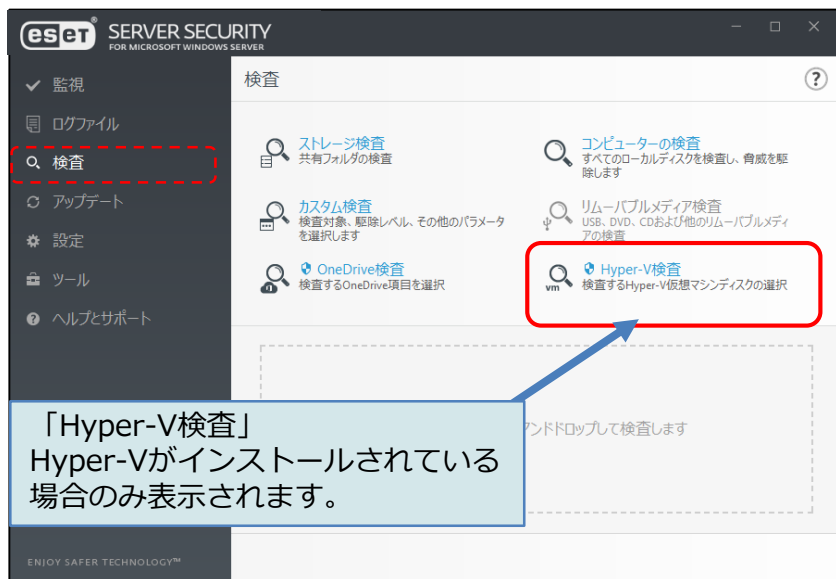 eset® SERVER SECURITY
FOR MICROSOFT WINDOWS SERVER
監視
ログファイル
検査
アップデート
設定
ツール
ヘルプとサポート
ENJOY SAFER TECHNOLOGY™
検査
?
ストレージ検査
共有フォルダの検査
コンピューターの検査
すべてのローカルディスクを検査し、脅威を駆
除します
カスタム検査
検査対象、駆除レベル、その他のパラメータ
を選択します
リムーバブルメディア検査
USB、DVD、CDおよび他のリムーバブルメディ
アの検査
OneDrive検査
検査するOneDrive項目を選択
vm
Hyper-V検査
検査するHyper-V仮想マシンディスクの選択
アンドドロップして検査します
「Hyper-V検査」
Hyper-Vがインストールされている
場合のみ表示されます。